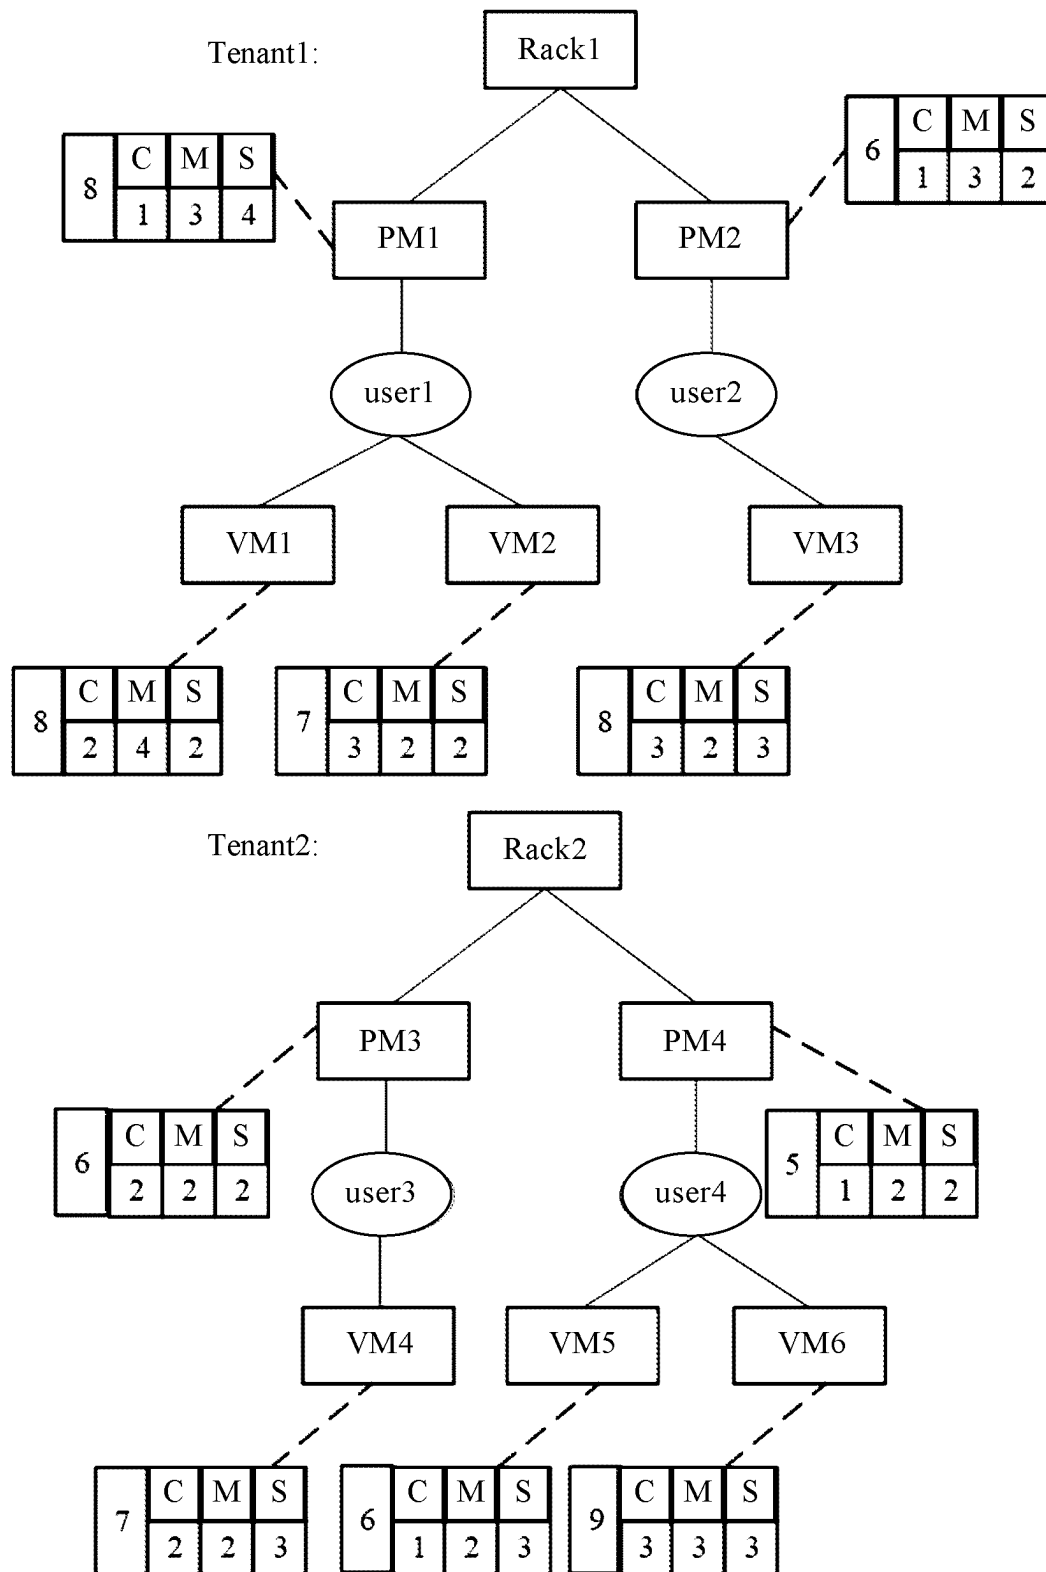 Tenant1:
Rack1
8 C M S
1 3 4
6 C M S
1 3 2
PM1
PM2
user1
user2
VM1
VM2
VM3
8 C M S
2 4 2
7 C M S
3 2 2
8 C M S
3 2 3
Tenant2:
Rack2
PM3
PM4
6 C M S
2 2 2
user3
user4
5 C M S
1 2 2
VM4
VM5
VM6
7 C M S
2 2 3
6 C M S
1 2 3
9 C M S
3 3 3